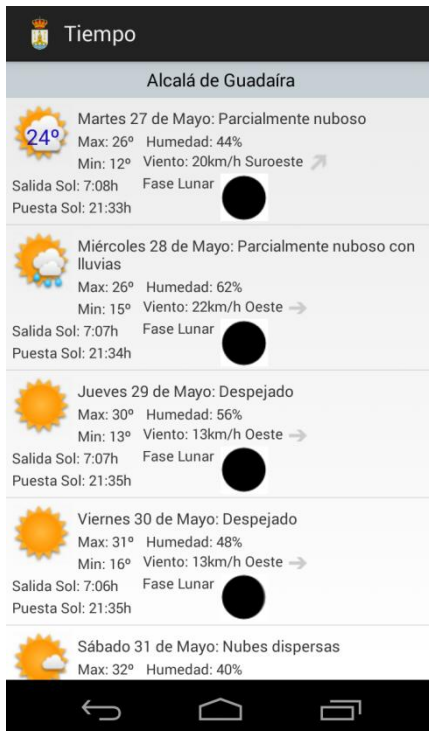 Tiempo
Alcalá de Guadaíra
24º
Martes 27 de Mayo: Parcialmente nuboso
Max: 26º Humedad: 44%
Min: 12º Viento: 20km/h Suroeste
Salida Sol: 7:08h Fase Lunar
Puesta Sol: 21:33h
Miércoles 28 de Mayo: Parcialmente nuboso con
lluvias
Max: 26º Humedad: 62%
Min: 15º Viento: 22km/h Oeste
Salida Sol: 7:07h Fase Lunar
Puesta Sol: 21:34h
Jueves 29 de Mayo: Despejado
Max: 30º Humedad: 56%
Min: 13º Viento: 13km/h Oeste
Salida Sol: 7:07h Fase Lunar
Puesta Sol: 21:35h
Viernes 30 de Mayo: Despejado
Max: 31º Humedad: 48%
Min: 16º Viento: 13km/h Oeste
Salida Sol: 7:06h Fase Lunar
Puesta Sol: 21:35h
Sábado 31 de Mayo: Nubes dispersas
Max: 32º Humedad: 40%